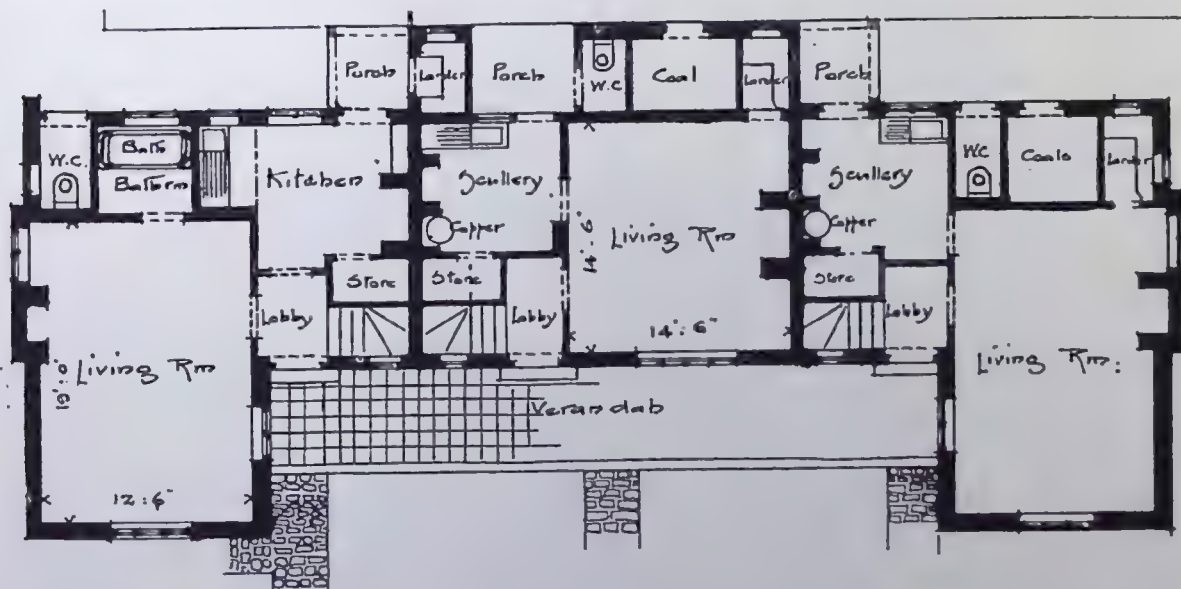 Porch
Larder
Porch
W.C
Coal
Larder
Porch
W.C.
Bath
Bathrm
Kitchen
Scullery
Copper
Living Rm
14'.6"
14'.6"
Scullery
Copper
W.C
Coals
Larder
Store
Store
Store
Lobby
Lobby
Lobby
Living Rm
12:6"
Living Rm:
Verandah